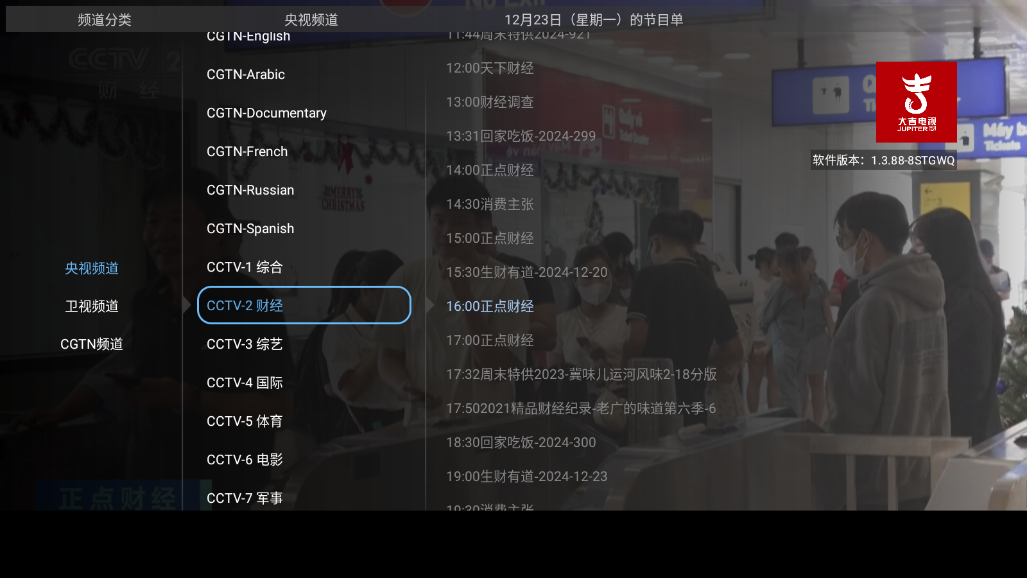 频道分类
央视频道
12月23日（星期一）的节目单
央视频道
卫视频道
CGTN频道
CGTN-English
CGTN-Arabic
CGTN-Documentary
CGTN-French
CGTN-Russian
CGTN-Spanish
CCTV-1 综合
CCTV-2 财经
CCTV-3 综艺
CCTV-4 国际
CCTV-5 体育
CCTV-6 电影
CCTV-7 军事
11:44周末特供2024-921
12:00天下财经
13:00财经调查
13:31回家吃饭-2024-299
14:00正点财经
14:30消费主张
15:00正点财经
15:30生财有道-2024-12-20
16:00正点财经
17:00正点财经
17:32周末特供2023-冀味儿运河风味2-18分版
17:502021精品财经纪录-老广的味道第六季-6
18:30回家吃饭-2024-300
19:00生财有道-2024-12-23
19:30消费主张
大吉电视
JUPITER
软件版本：1.3.88-8STGWQ
CCTV 2
财 经
NO EXIT
MERRY
CHRISTMAS
Máy b
Tickets
正点财经